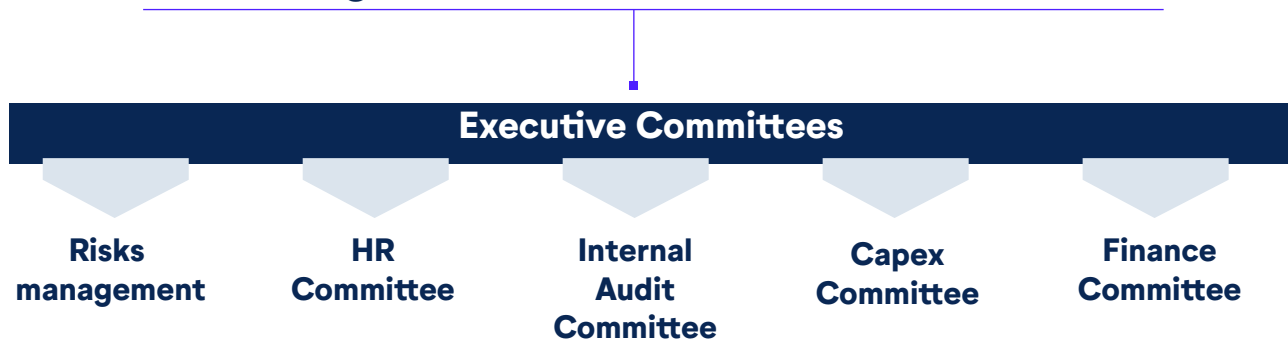 Executive Committees
Risks
management
HR
Committee
Internal
Audit
Committee
Capex
Committee
Finance
Committee